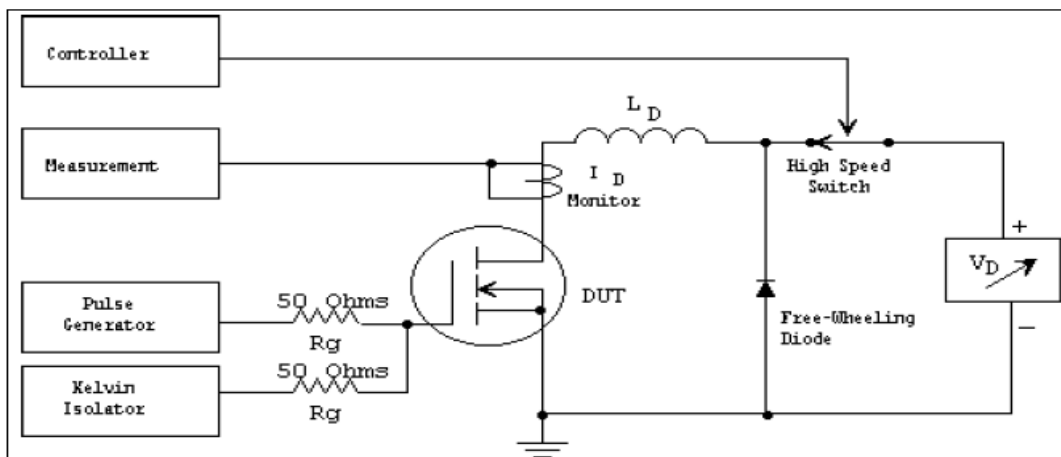 Controller
L D
Measurement
I D
Monitor
High Speed
Switch
+
V D
−
DUT
Pulse
Generator
50 Ohms
Rg
Free-Wheeling
Diode
50 Ohms
Rg
Kelvin
Isolator